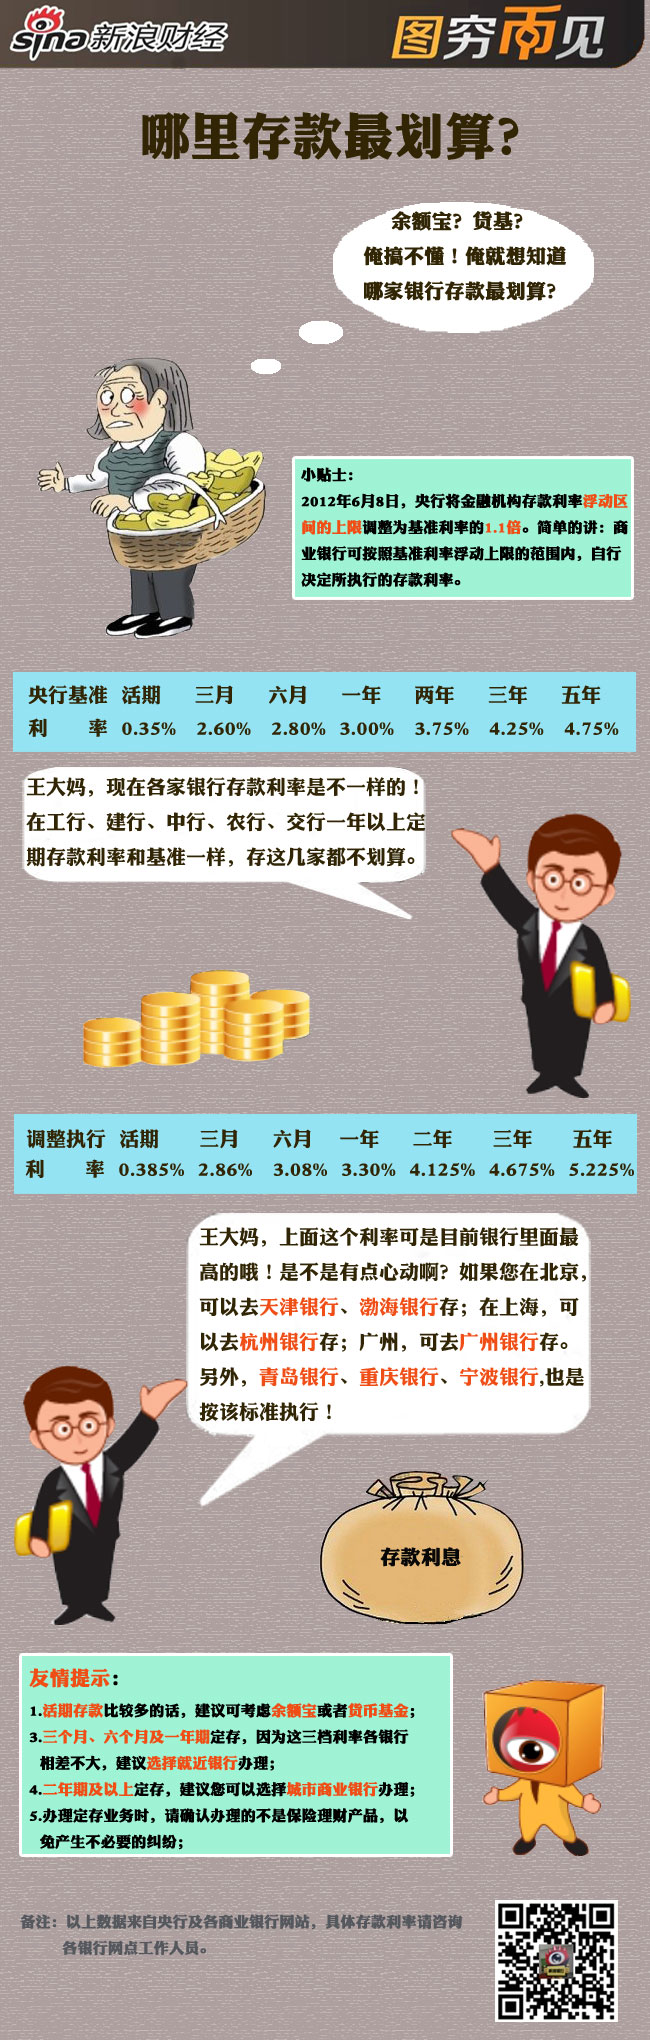 sina新浪财经
图穷而见
哪里存款最划算?
余额宝？货基？
俺搞不懂！俺就想知道
哪家银行存款最划算?
小贴士：
2012年6月8日，央行将金融机构存款利率浮动区
间的上限调整为基准利率的1.1倍。简单的讲：商
业银行可按照基准利率浮动上限的范围内，自行
决定所执行的存款利率。
央行基准 活期 三月 六月 一年 两年 三年 五年
利 率 0.35% 2.60% 2.80% 3.00% 3.75% 4.25% 4.75%
王大妈，现在各家银行存款利率是不一样的！
在工行、建行、中行、农行、交行一年以上定
期存款利率和基准一样，存这几家都不划算。
调整执行 活期 三月 六月 一年 二年 三年 五年
利 率 0.385% 2.86% 3.08% 3.30% 4.125% 4.675% 5.225%
王大妈，上面这个利率可是目前银行里面最
高的哦！是不是有点心动啊？如果您在北京，
可以去天津银行、渤海银行存；在上海，可
以去杭州银行存；广州，可去广州银行存。
另外，青岛银行、重庆银行、宁波银行,也是
按该标准执行！
存款利息
友情提示：
1.活期存款比较多的话，建议可考虑余额宝或者货币基金；
3.三个月、六个月及一年期定存，因为这三档利率各银行
相差不大，建议选择就近银行办理；
4.二年期及以上定存，建议您可以选择城市商业银行办理；
5.办理定存业务时，请确认办理的不是保险理财产品，以
免产生不必要的纠纷；
备注：以上数据来自央行及各商业银行网站，具体存款利率请咨询
各银行网点工作人员。